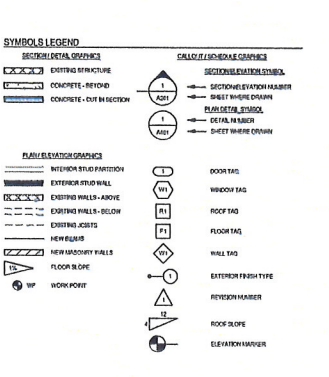 SYMBOLS LEGEND
SECTION / DETAIL GRAPHICS
EXISTING STRUCTURE
CONCRETE - BEYOND
CONCRETE - CUT IN SECTION
CALLOUT / SCHEDULE GRAPHICS
SECTION/ELEVATION SYMBOL
1
SECTION/ELEVATION NUMBER
A201
SHEET WHERE DRAWN
PLAN DETAIL SYMBOL
1
DETAIL NUMBER
A101
SHEET WHERE DRAWN
PLAN / ELEVATION GRAPHICS
INTERIOR STUD PARTITION
EXTERIOR STUD WALL
EXISTING WALLS - ABOVE
EXISTING WALLS - BELOW
EXISTING JOISTS
NEW BEAMS
NEW MASONRY WALLS
1% FLOOR SLOPE
WP WORK POINT
1 DOOR TAG
W1 WINDOW TAG
R1 ROOF TAG
F1 FLOOR TAG
W1 WALL TAG
1 EXTERIOR FINISH TYPE
1 REVISION NUMBER
12
4 ROOF SLOPE
ELEVATION MARKER